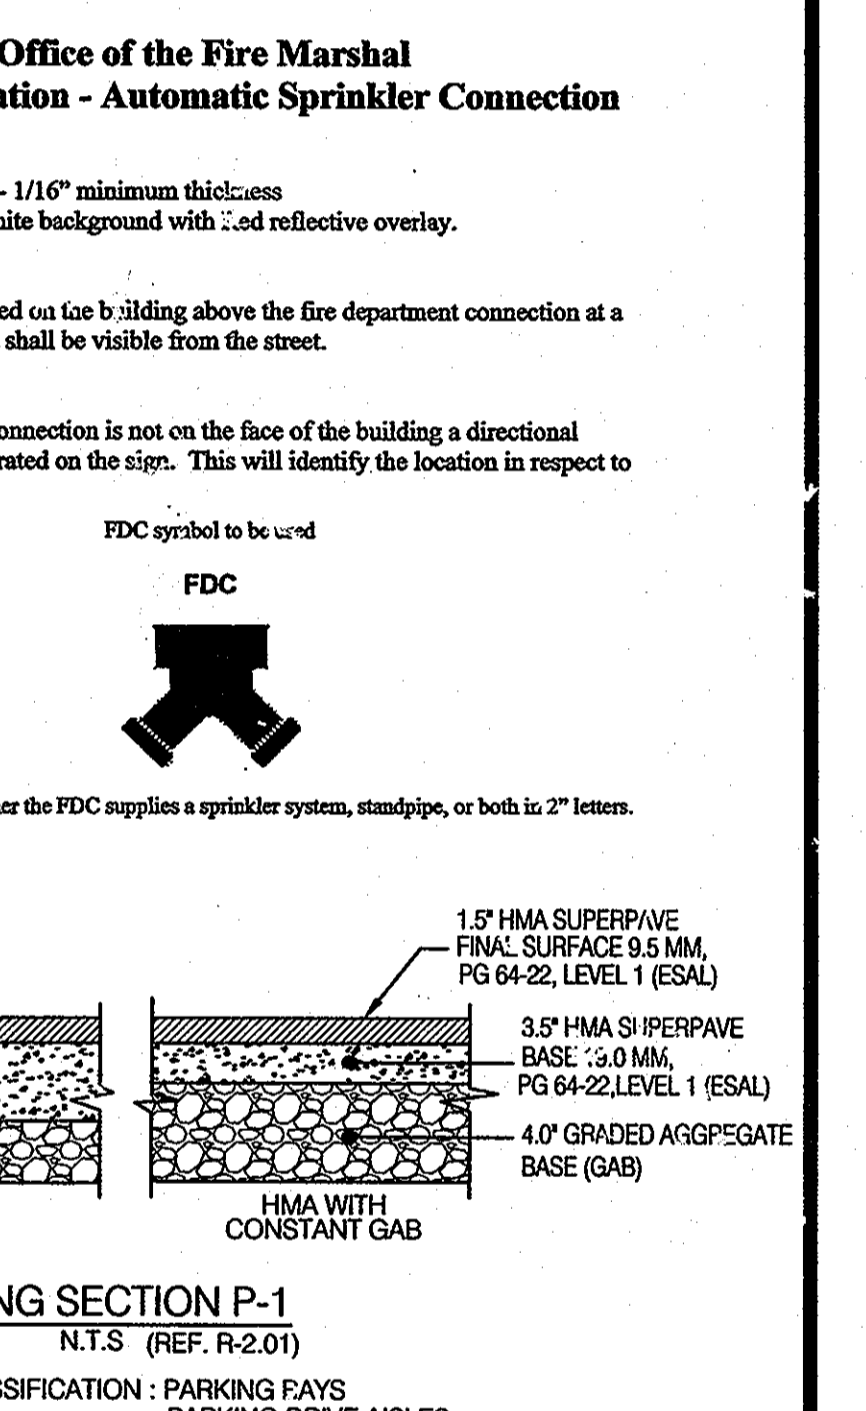 Office of the Fire Marshal
ation - Automatic Sprinkler Connection
- 1/16” minimum thickness
nite background with Red reflective overlay.
ed on the building above the fire department connection at a
shall be visible from the street.
onnection is not on the face of the building a directional
rated on the sign. This will identify the location in respect to
FDC symbol to be used
FDC
er the FDC supplies a sprinkler system, standpipe, or both in 2” letters.
1.5" HMA SUPERPAVE
FINAL SURFACE 9.5 MM,
PG 64-22, LEVEL 1 (ESAL)
3.5" HMA SUPERPAVE
BASE 19.0 MM,
PG 64-22,LEVEL 1 (ESAL)
4.0" GRADED AGGREGATE
BASE (GAB)
HMA WITH
CONSTANT GAB
NG SECTION P-1
N.T.S (REF. R-2.01)
SSIFICATION : PARKING BAYS
PARKING DRIVE AISLES